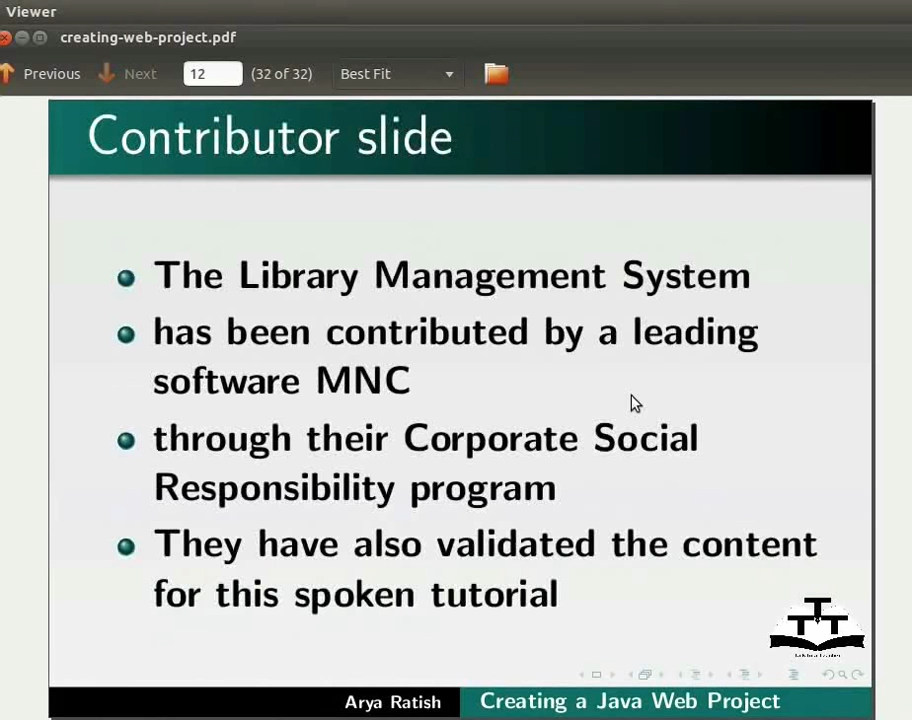 Viewer
creating-web-project.pdf
Previous Next 12 (32 of 32) Best Fit
Contributor slide
The Library Management System
has been contributed by a leading
software MNC
through their Corporate Social
Responsibility program
They have also validated the content
for this spoken tutorial
Arya Ratish Creating a Java Web Project